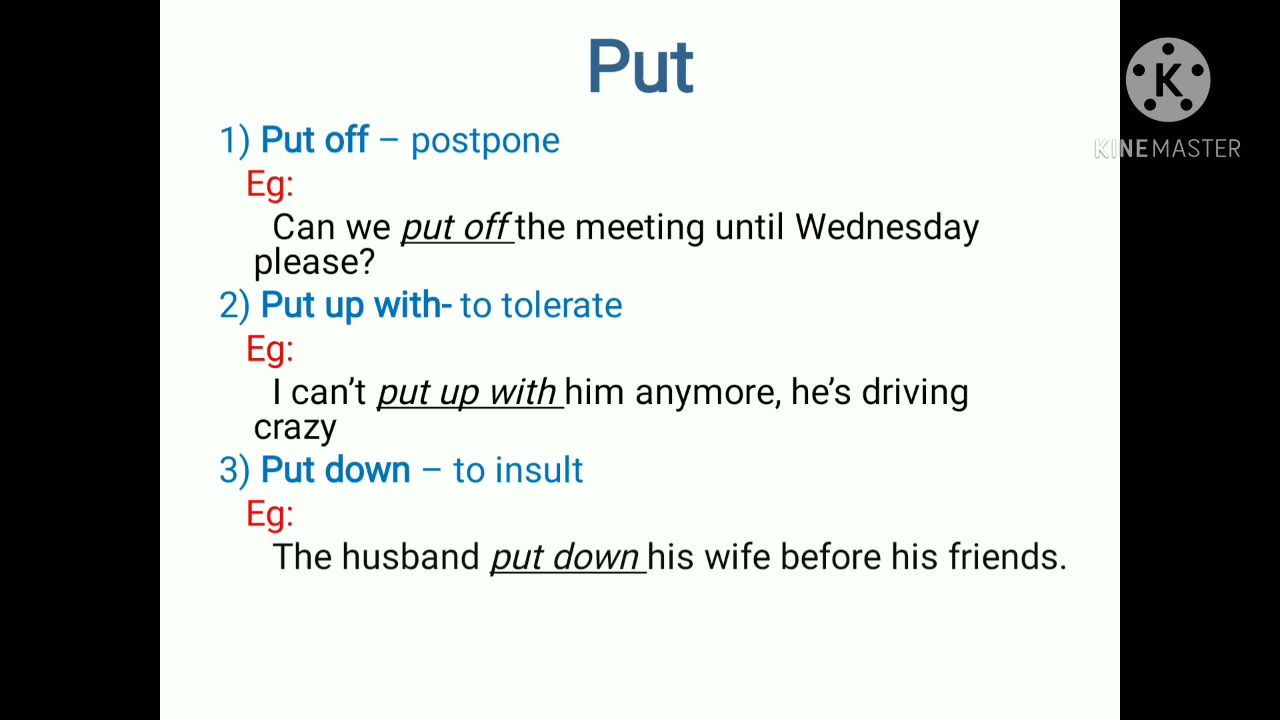 Put
1) Put off – postpone
Eg:
Can we put off the meeting until Wednesday
please?
2) Put up with- to tolerate
Eg:
I can’t put up with him anymore, he’s driving
crazy
3) Put down – to insult
Eg:
The husband put down his wife before his friends.
K
KINEMASTER